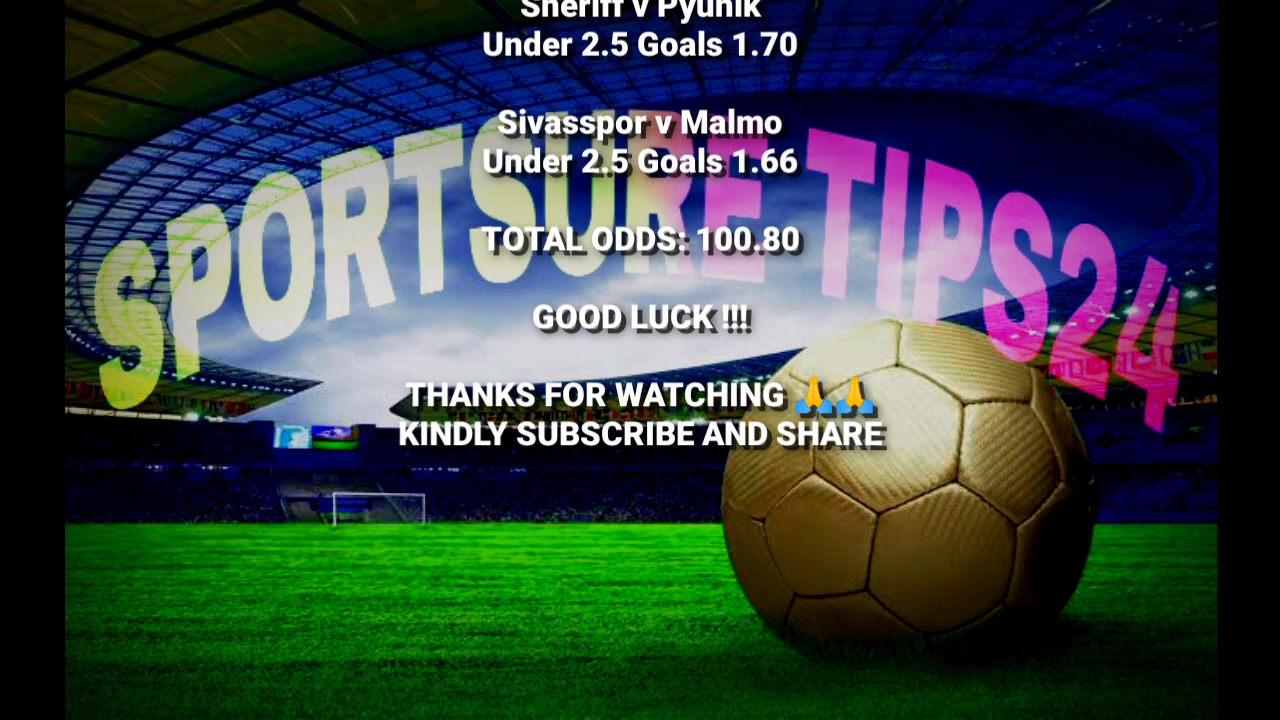 Sheriff v Pyunik
Under 2.5 Goals 1.70
Sivasspor v Malmo
Under 2.5 Goals 1.66
SPORTSURE TIPS24
TOTAL ODDS: 100.80
GOOD LUCK !!!
THANKS FOR WATCHING 🙏🙏
KINDLY SUBSCRIBE AND SHARE